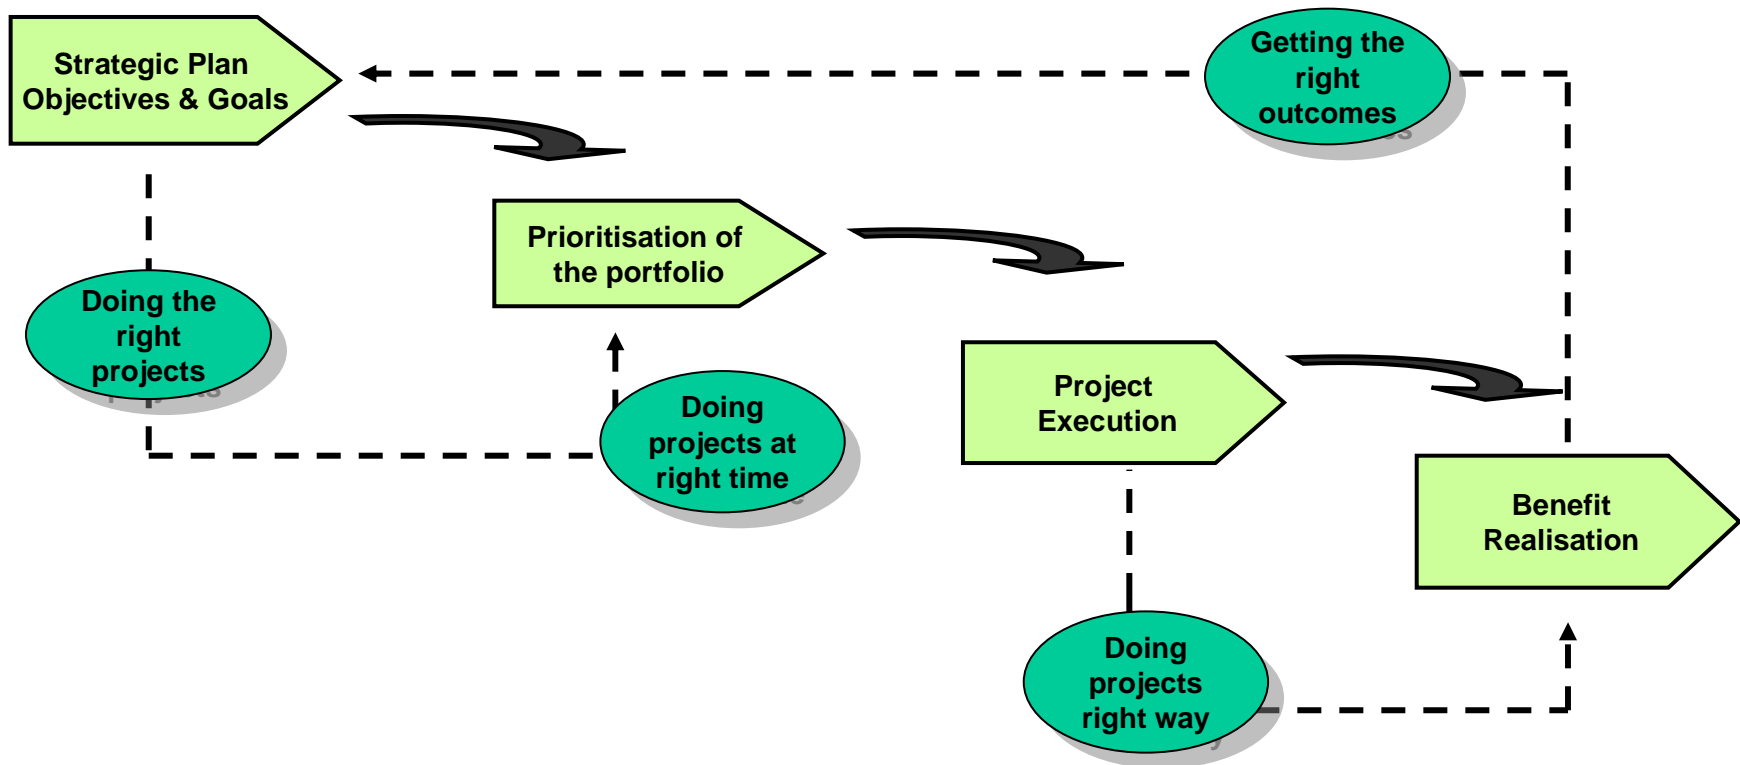 Strategic Plan
Objectives & Goals
Getting the
right
outcomes
Prioritisation of
the portfolio
Doing the
right
projects
Project
Execution
Doing
projects at
right time
Benefit
Realisation
Doing
projects
right way